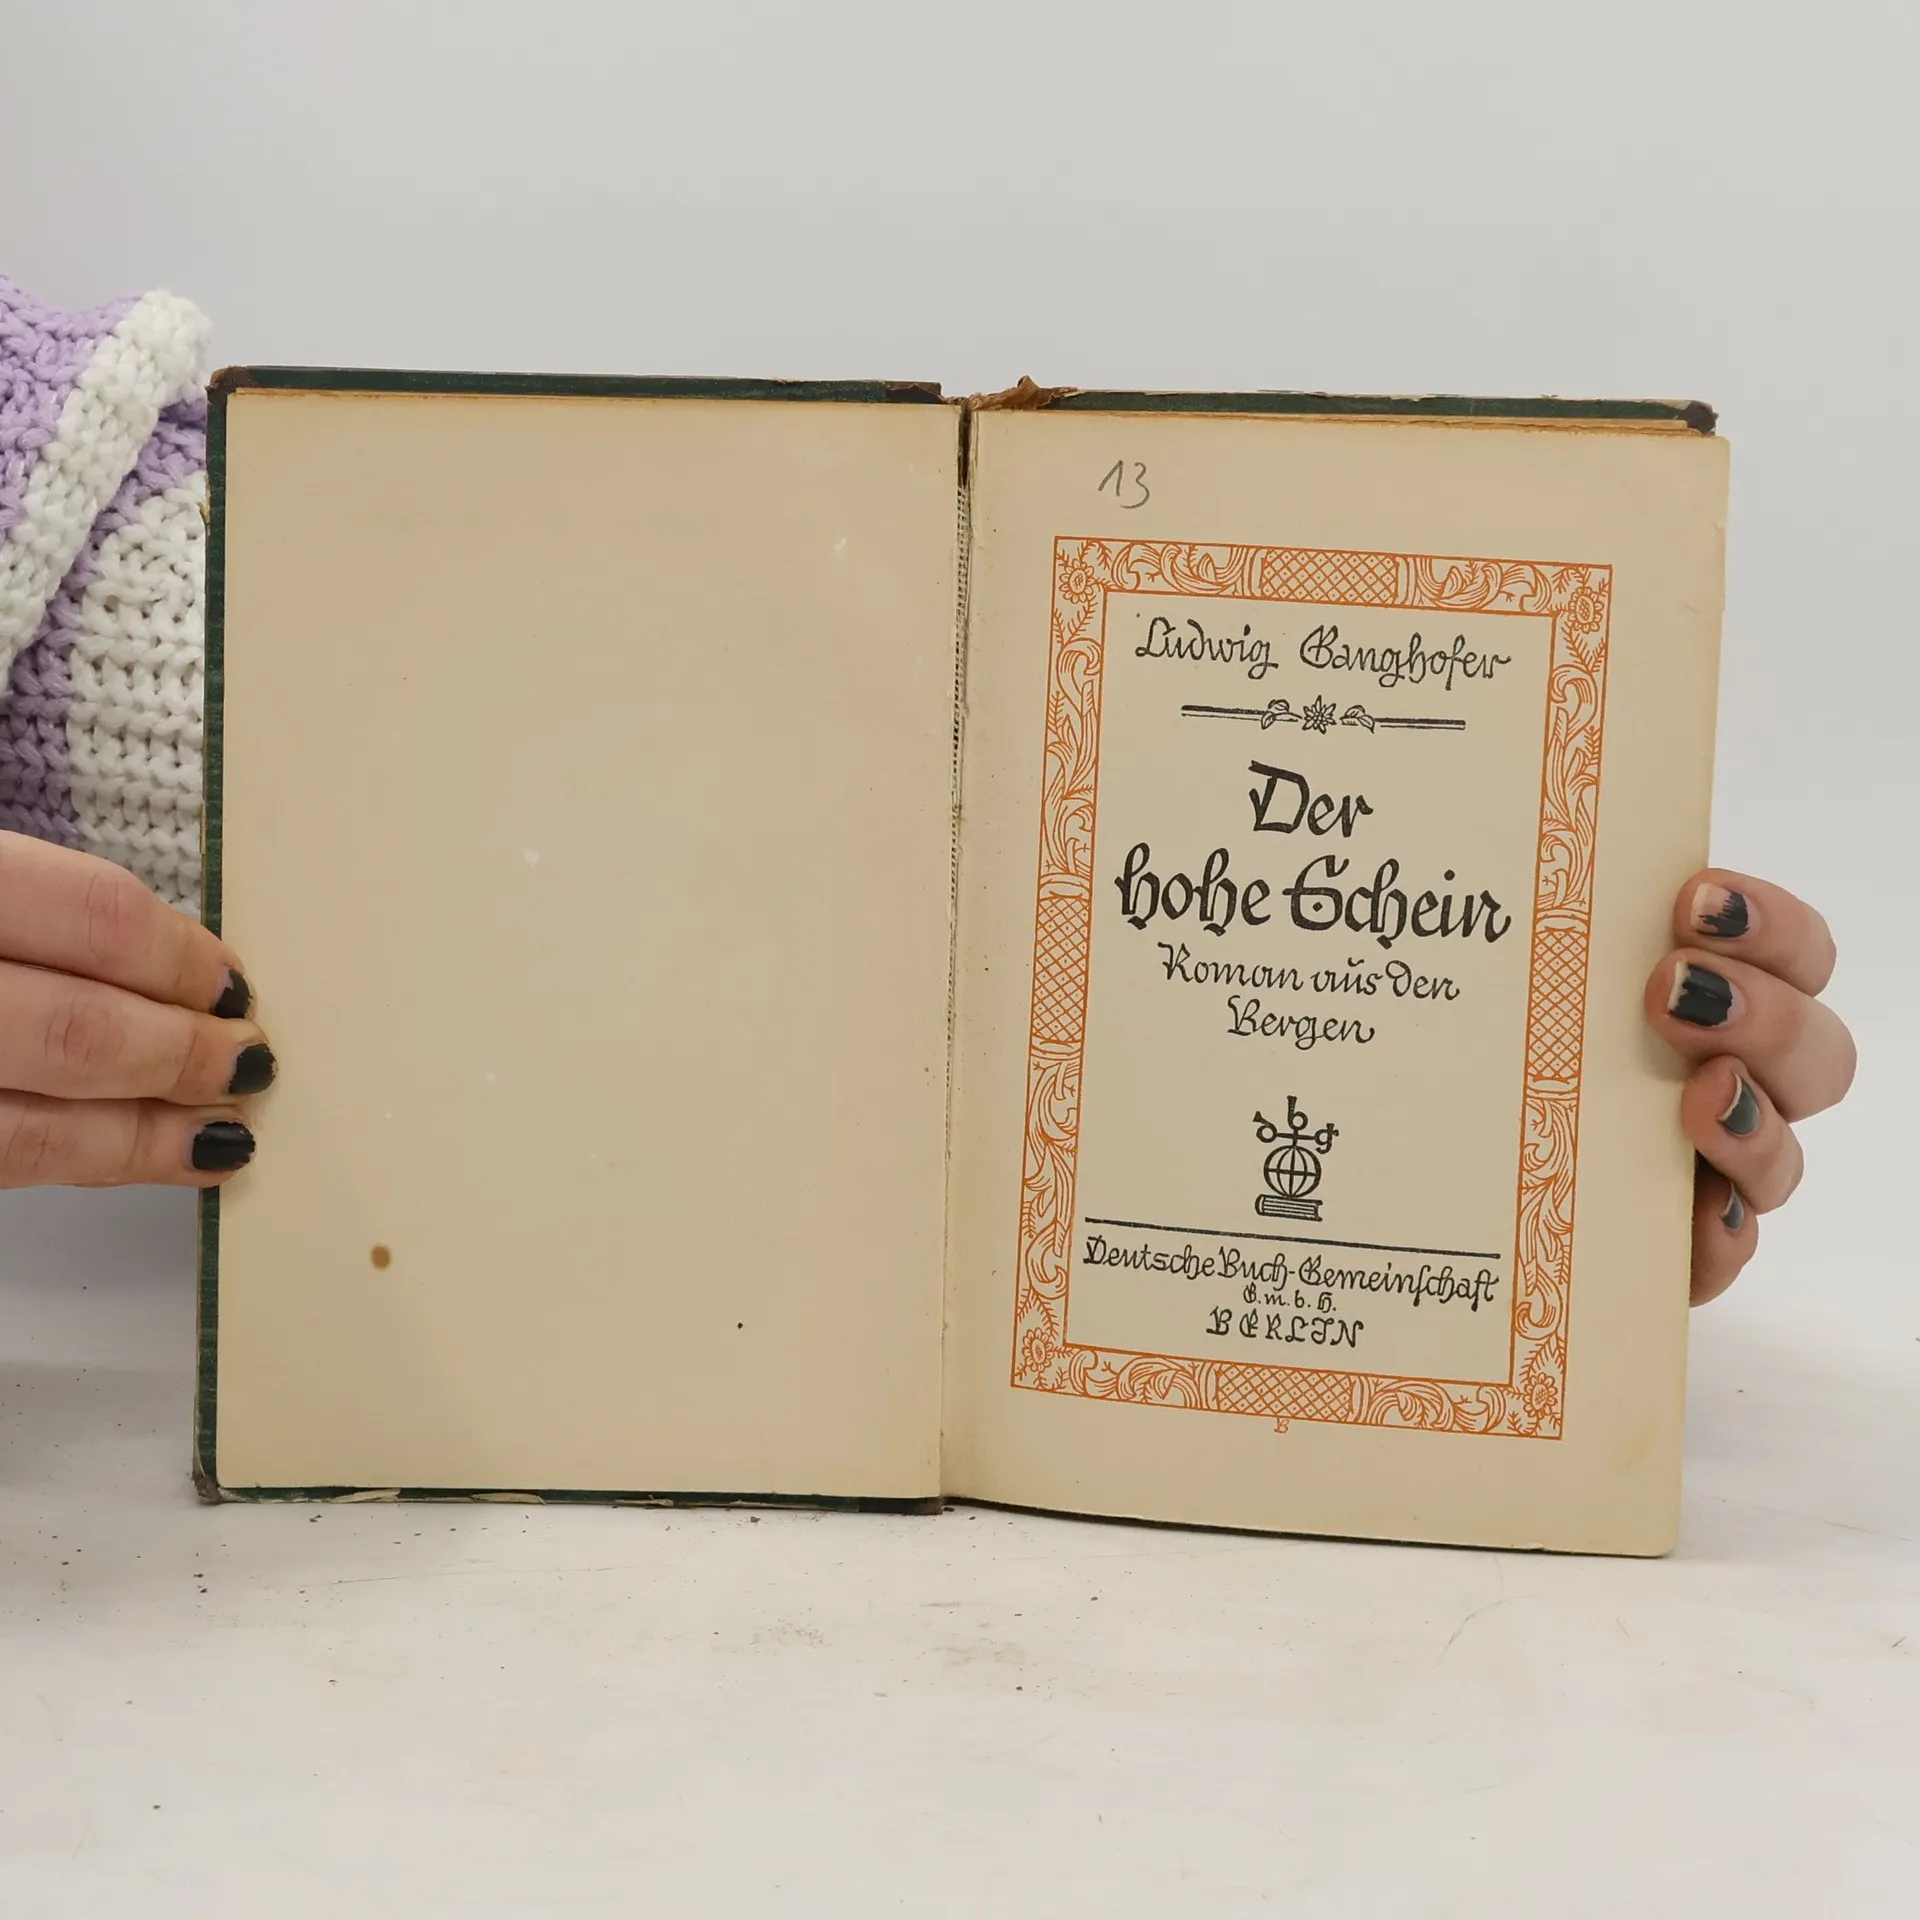 13
Ludwig Ganghofer
Der
hohe Schein
Roman aus den
Bergen
dbg
Deutsche Buch-Gemeinschaft
G.m.b.H.
BERLIN
B